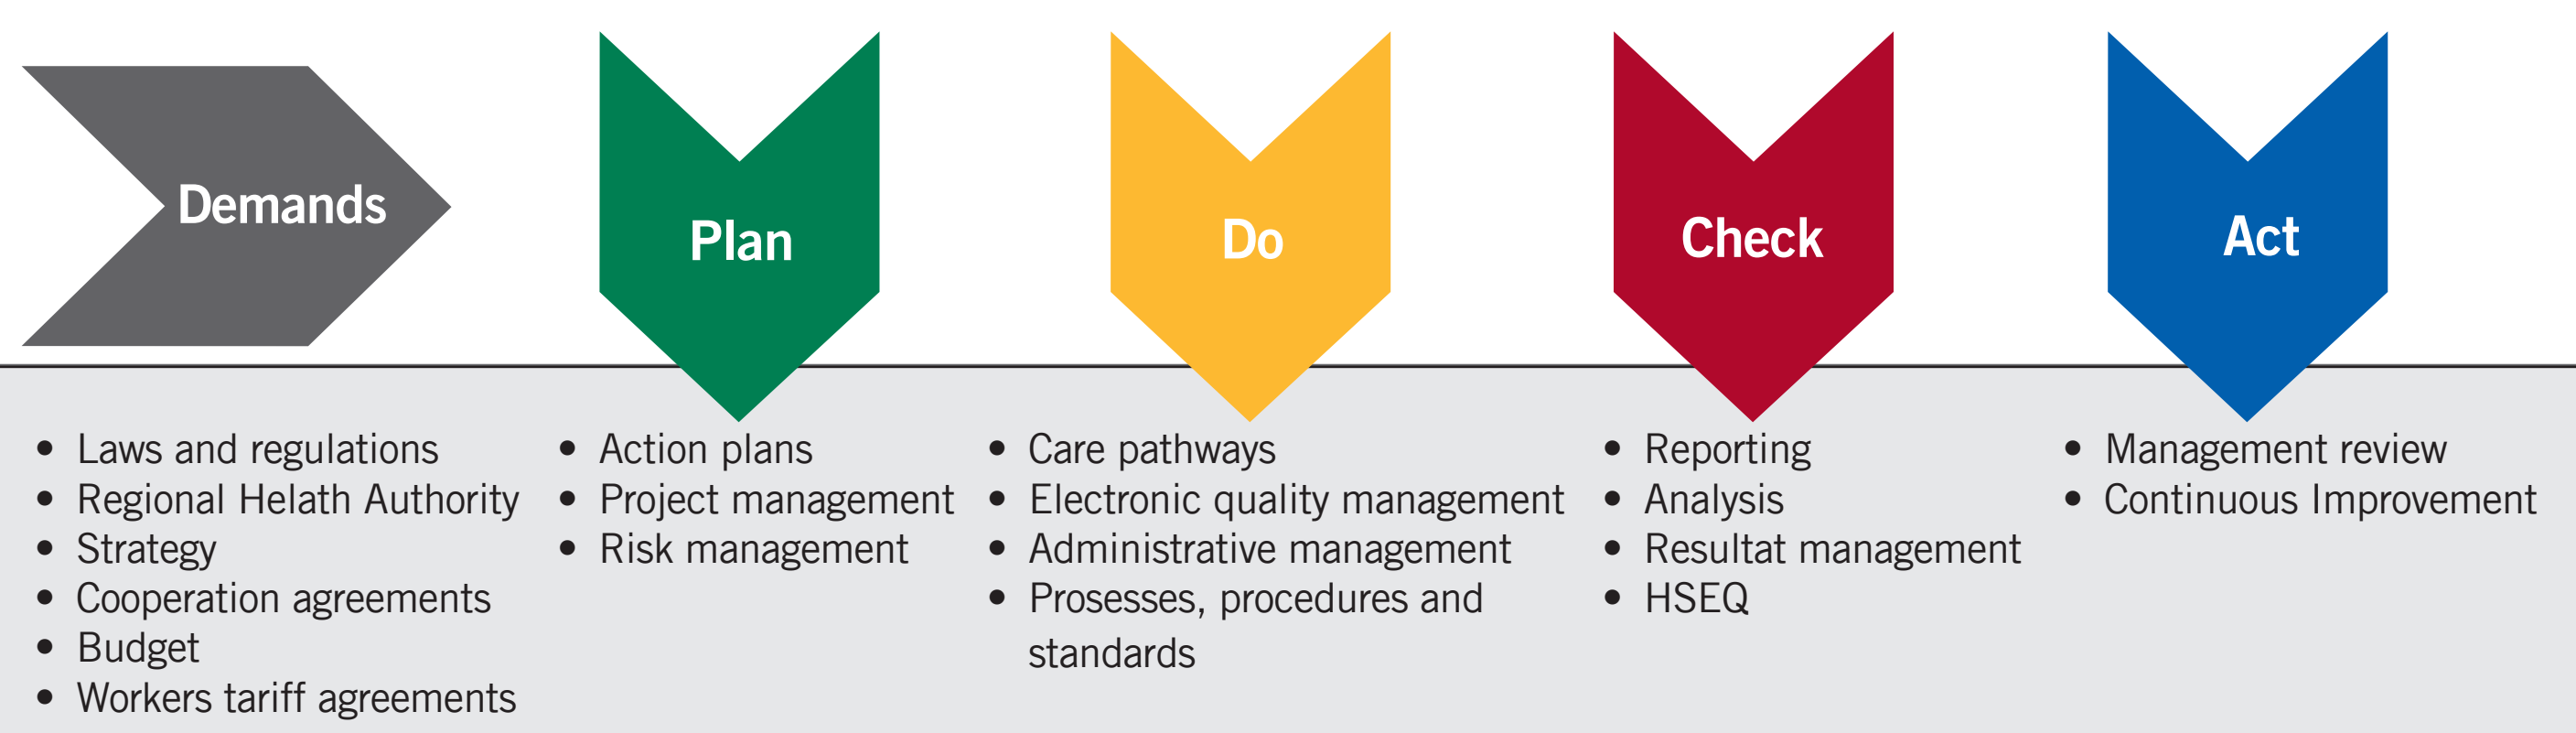 Demands
Plan
Do
Check
Act
• Laws and regulations
• Regional Helath Authority
• Strategy
• Cooperation agreements
• Budget
• Workers tariff agreements
• Action plans
• Project management
• Risk management
• Care pathways
• Electronic quality management
• Administrative management
• Prosesses, procedures and
standards
• Reporting
• Analysis
• Resultat management
• HSEQ
• Management review
• Continuous Improvement